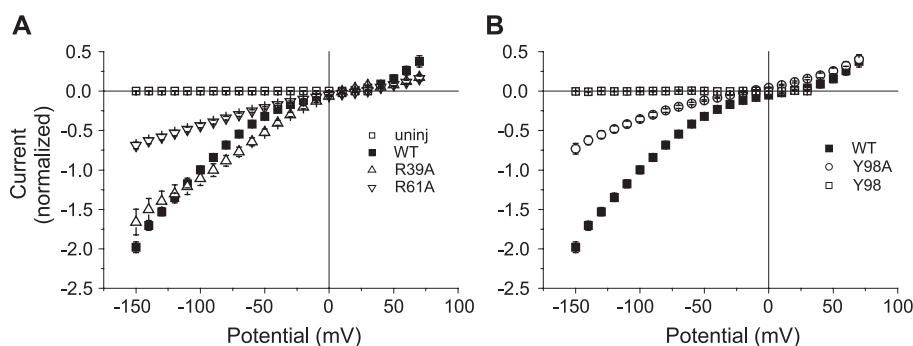 A
0.5
0.0
-0.5
-1.0
-1.5
-2.0
-2.5
Current
(normalized)
-150
-100
-50
0
50
100
Potential (mV)
uninj
WT
R39A
R61A
B
0.5
0.0
-0.5
-1.0
-1.5
-2.0
-2.5
-150
-100
-50
0
50
100
Potential (mV)
WT
Y98A
Y98